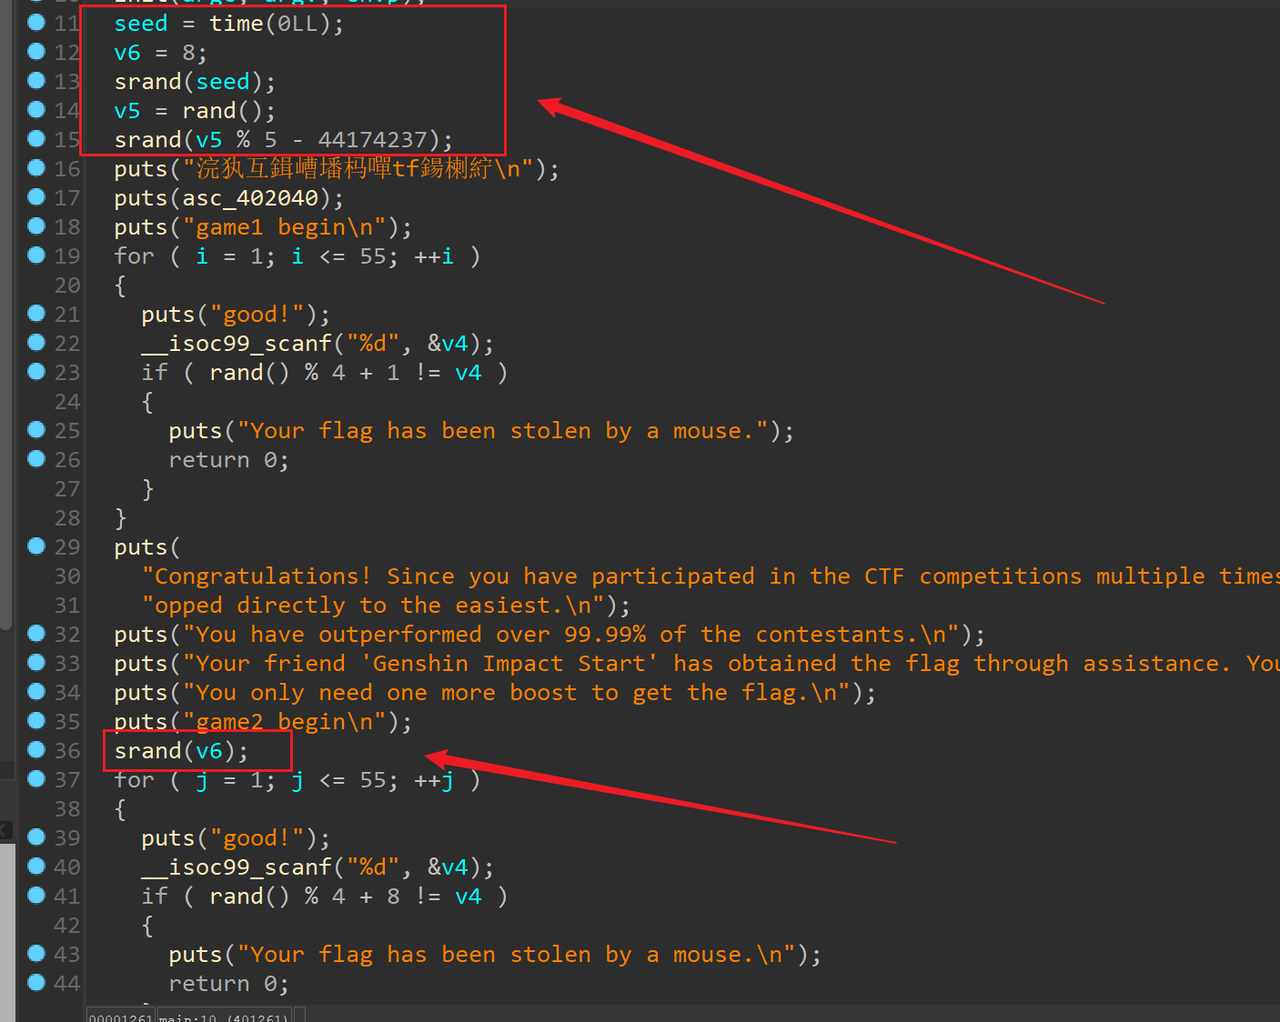 11 seed = time(0LL);
12 v6 = 8;
13 srand(seed);
14 v5 = rand();
15 srand(v5 % 5 - 44174237);
16 puts("浣犱互鍓嶆墦杩嚲tf鍚楋紵\n");
17 puts(asc_402040);
18 puts("game1 begin\n");
19 for ( i = 1; i <= 55; ++i )
20 {
21 puts("good!");
22 __isoc99_scanf("%d", &v4);
23 if ( rand() % 4 + 1 != v4 )
24 {
25 puts("Your flag has been stolen by a mouse.");
26 return 0;
27 }
28 }
29 puts(
30 "Congratulations! Since you have participated in the CTF competitions multiple times
31 "opped directly to the easiest.\n");
32 puts("You have outperformed over 99.99% of the contestants.\n");
33 puts("Your friend 'Genshin Impact Start' has obtained the flag through assistance. You
34 puts("You only need one more boost to get the flag.\n");
35 puts("game2 begin\n");
36 srand(v6);
37 for ( j = 1; j <= 55; ++j )
38 {
39 puts("good!");
40 __isoc99_scanf("%d", &v4);
41 if ( rand() % 4 + 8 != v4 )
42 {
43 puts("Your flag has been stolen by a mouse.\n");
44 return 0;
00001261 main:10 (401261)